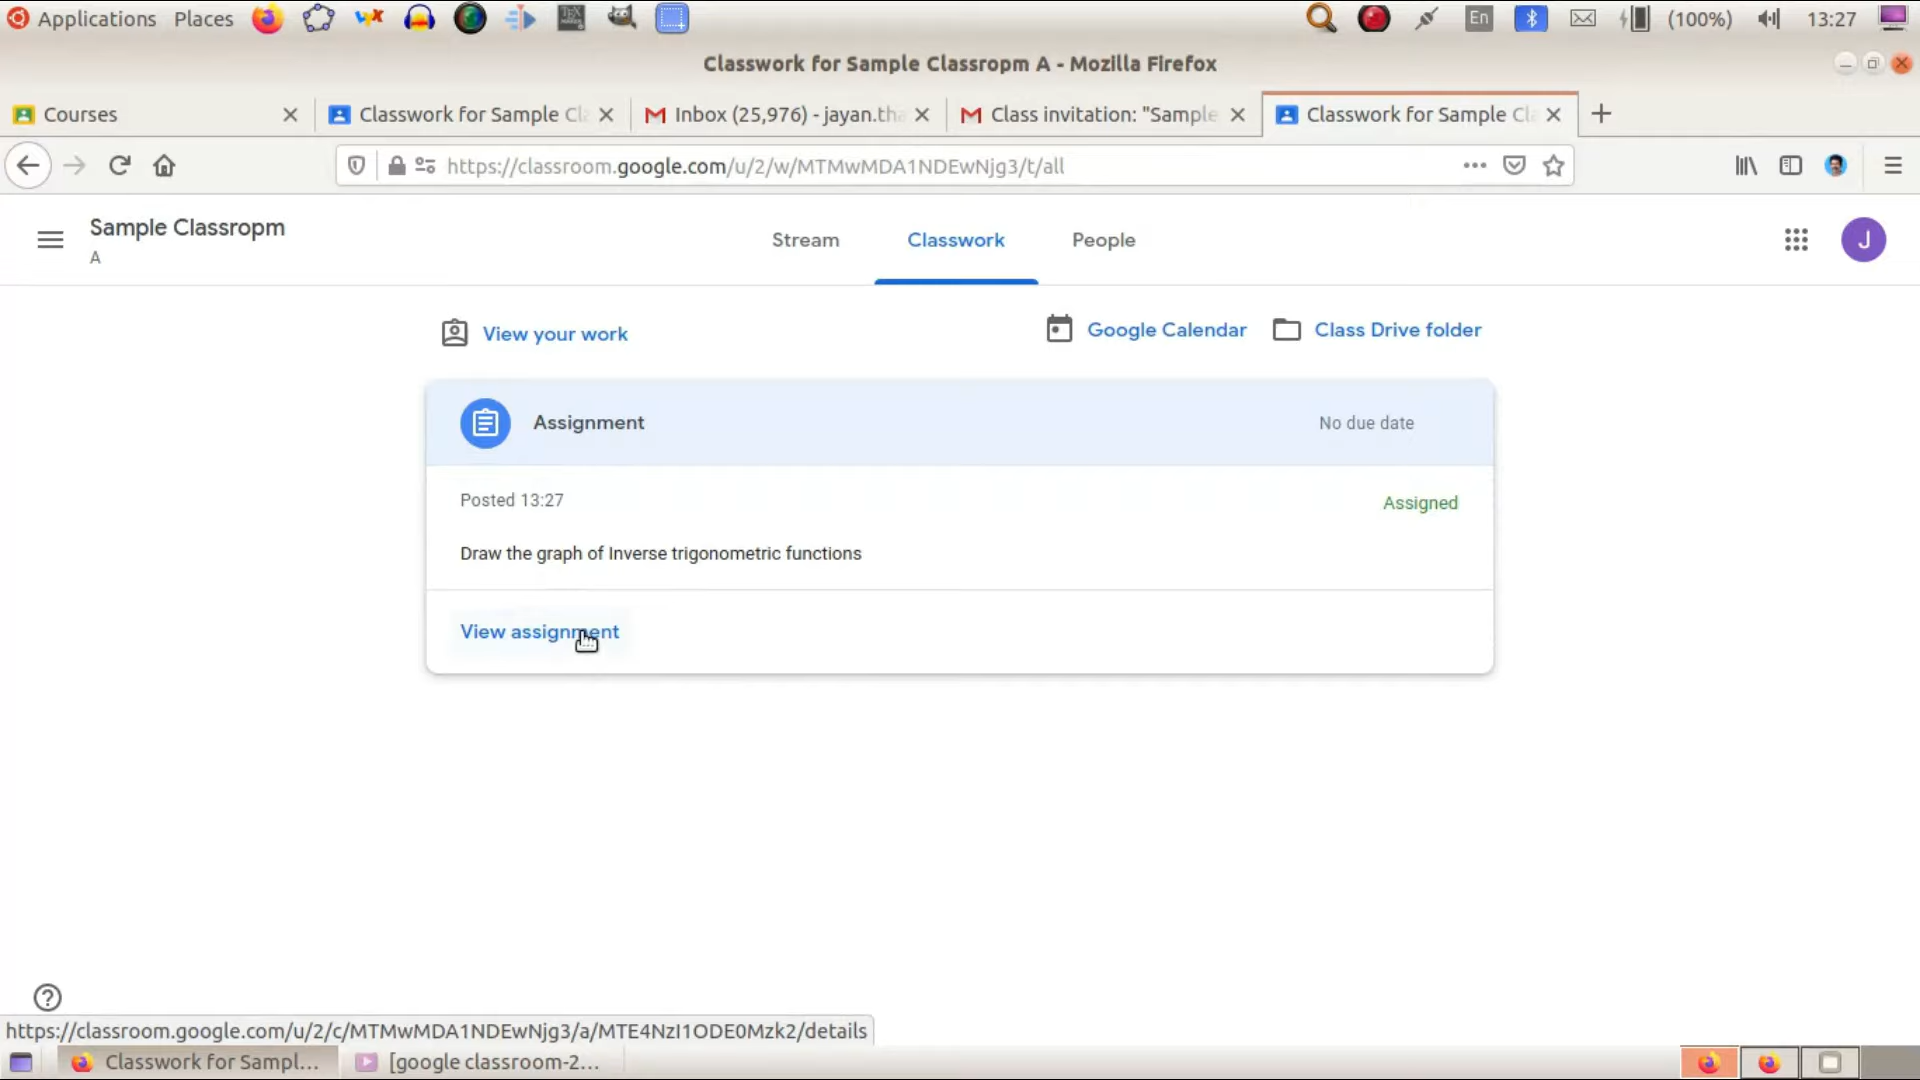 Applications Places En (100%) 13:27
Classwork for Sample Classropm A - Mozilla Firefox
Courses Classwork for Sample Cl Inbox (25,976) - jayan.tha Class invitation: "Sample Classwork for Sample Cl
https://classroom.google.com/u/2/w/MTMwMDA1NDEwNjg3/t/all
Sample Classropm
A
Stream Classwork People
J
View your work
Google Calendar Class Drive folder
Assignment No due date
Posted 13:27 Assigned
Draw the graph of Inverse trigonometric functions
View assignment
https://classroom.google.com/u/2/c/MTMwMDA1NDEwNjg3/a/MTE4NzI1ODE0Mzk2/details
Classwork for Sampl... [google classroom-2...